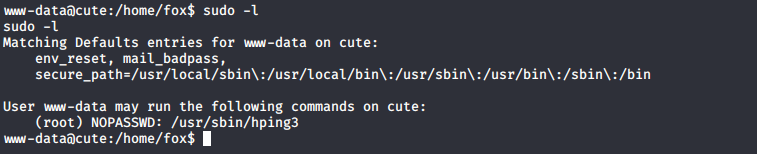 www-data@cute:/home/fox$ sudo -l
sudo -l
Matching Defaults entries for www-data on cute:
    env_reset, mail_badpass,
    secure_path=/usr/local/sbin\:/usr/local/bin\:/usr/sbin\:/usr/bin\:/sbin\:/bin

User www-data may run the following commands on cute:
    (root) NOPASSWD: /usr/sbin/hping3
www-data@cute:/home/fox$